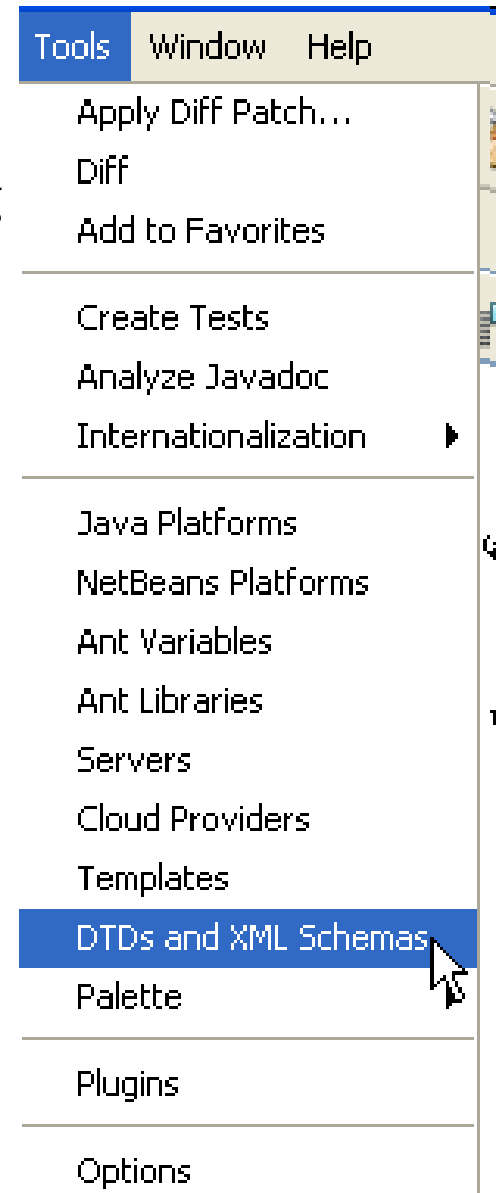 Tools Window Help
Apply Diff Patch...
Diff
Add to Favorites
Create Tests
Analyze Javadoc
Internationalization
Java Platforms
NetBeans Platforms
Ant Variables
Ant Libraries
Servers
Cloud Providers
Templates
DTDs and XML Schemas
Palette
Plugins
Options